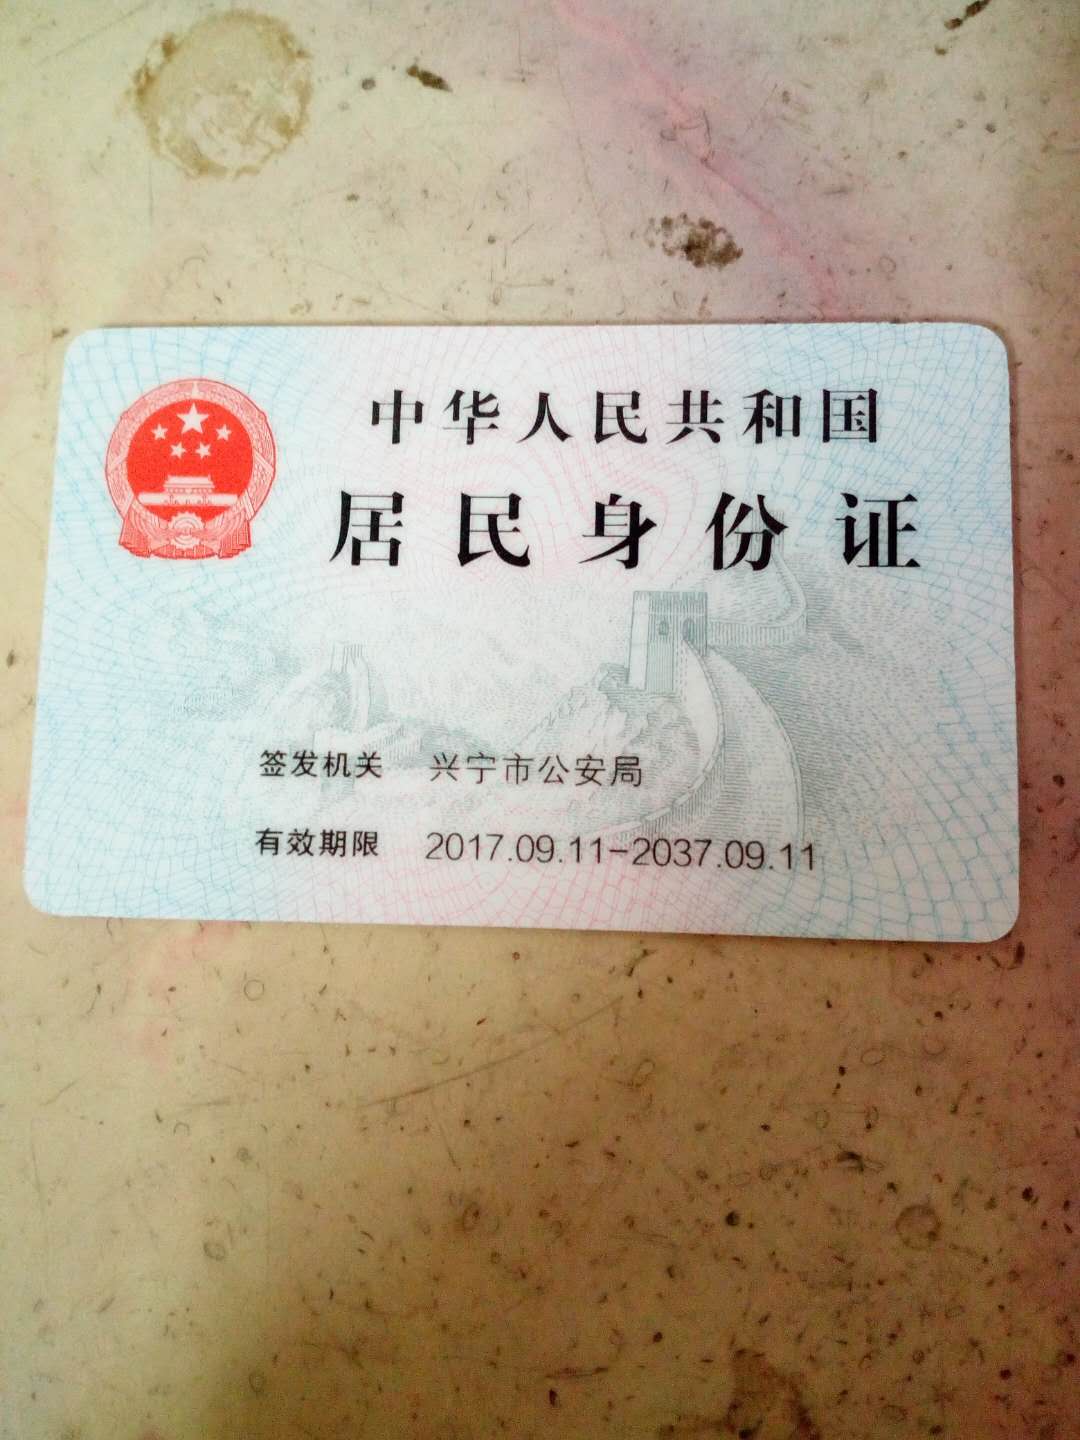 中华人民共和国
居民身份证
签发机关 兴宁市公安局
有效期限 2017.09.11-2037.09.11